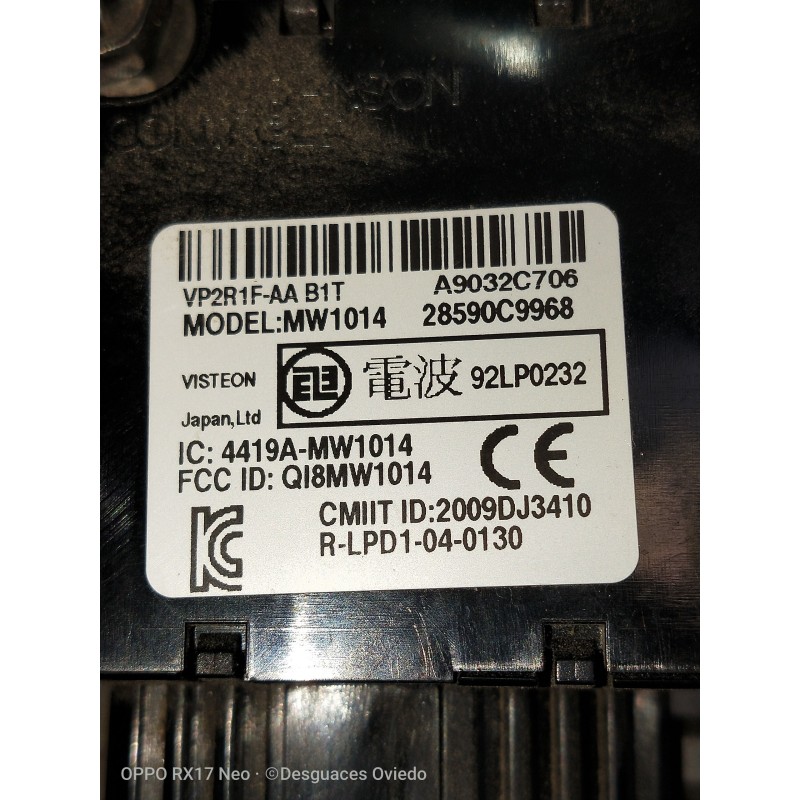 VP2R1F-AA B1T A9032C706
MODEL:MW1014 28590C9968
VISTEON 電波 92LP0232
Japan,Ltd
IC: 4419A-MW1014
FCC ID: QI8MW1014
CE
CMIIT ID:2009DJ3410
R-LPD1-04-0130
OPPO RX17 Neo · ©Desguaces Oviedo